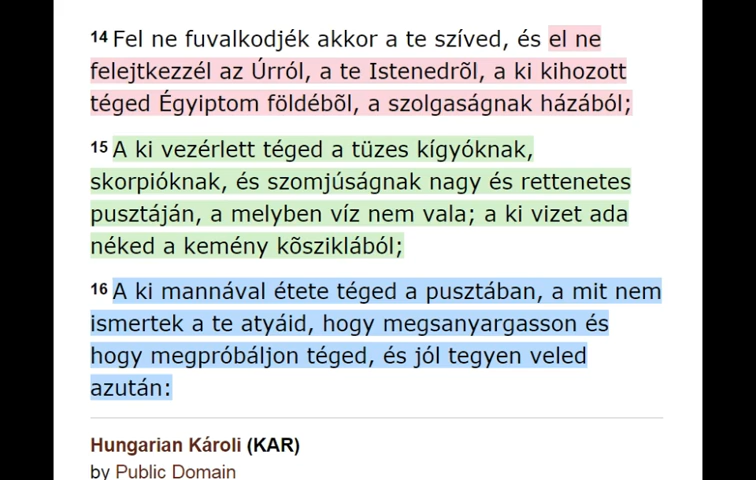 14 Fel ne fuvalkodjék akkor a te szíved, és el ne
felejtkezzél az Úrról, a te Istenedrõl, a ki kihozott
téged Égyiptom földébõl, a szolgaságnak házából;
15 A ki vezérlett téged a tüzes kígyóknak,
skorpióknak, és szomjúságnak nagy és rettenetes
pusztáján, a melyben víz nem vala; a ki vizet ada
néked a kemény kõsziklából;
16 A ki mannával étete téged a pusztában, a mit nem
ismertek a te atyáid, hogy megsanyargasson és
hogy megpróbáljon téged, és jól tegyen veled
azután:
Hungarian Károli (KAR)
by Public Domain